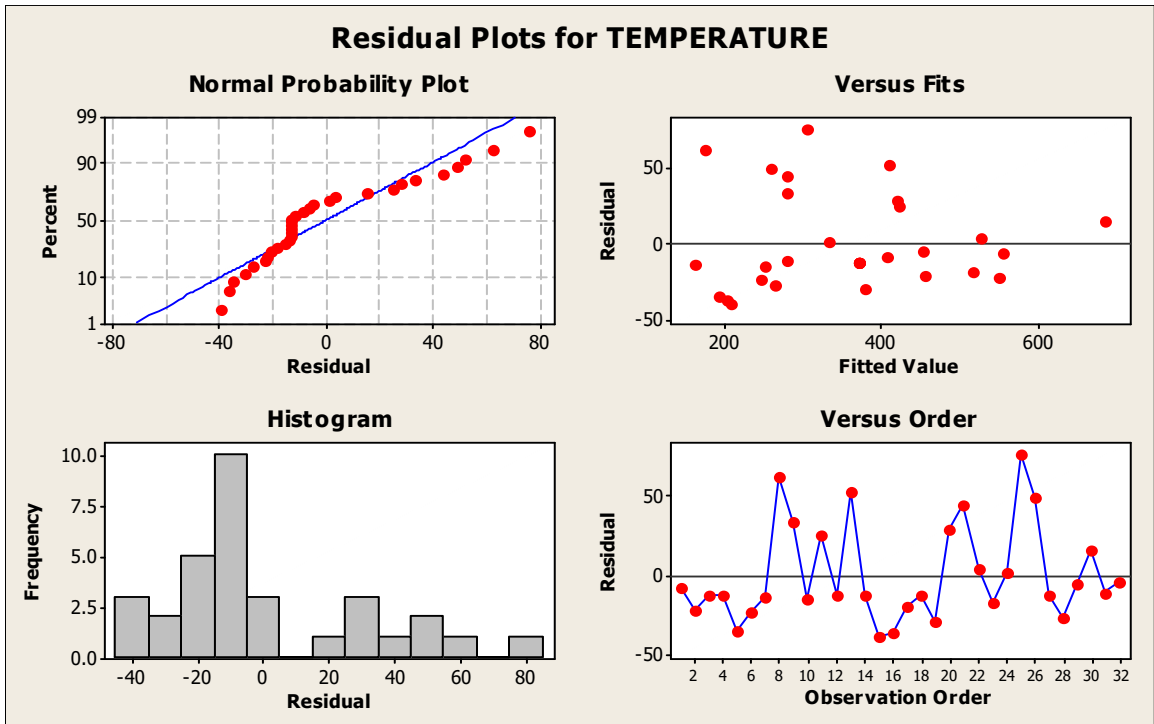 Residual Plots for TEMPERATURE
Normal Probability Plot
99
90
50
10
1
Percent
-80 -40 0 40 80
Residual
Versus Fits
50
0
-50
Residual
200 400 600
Fitted Value
Histogram
10.0
7.5
5.0
2.5
0.0
Frequency
-40 -20 0 20 40 60 80
Residual
Versus Order
50
0
-50
Residual
2 4 6 8 10 12 14 16 18 20 22 24 26 28 30 32
Observation Order